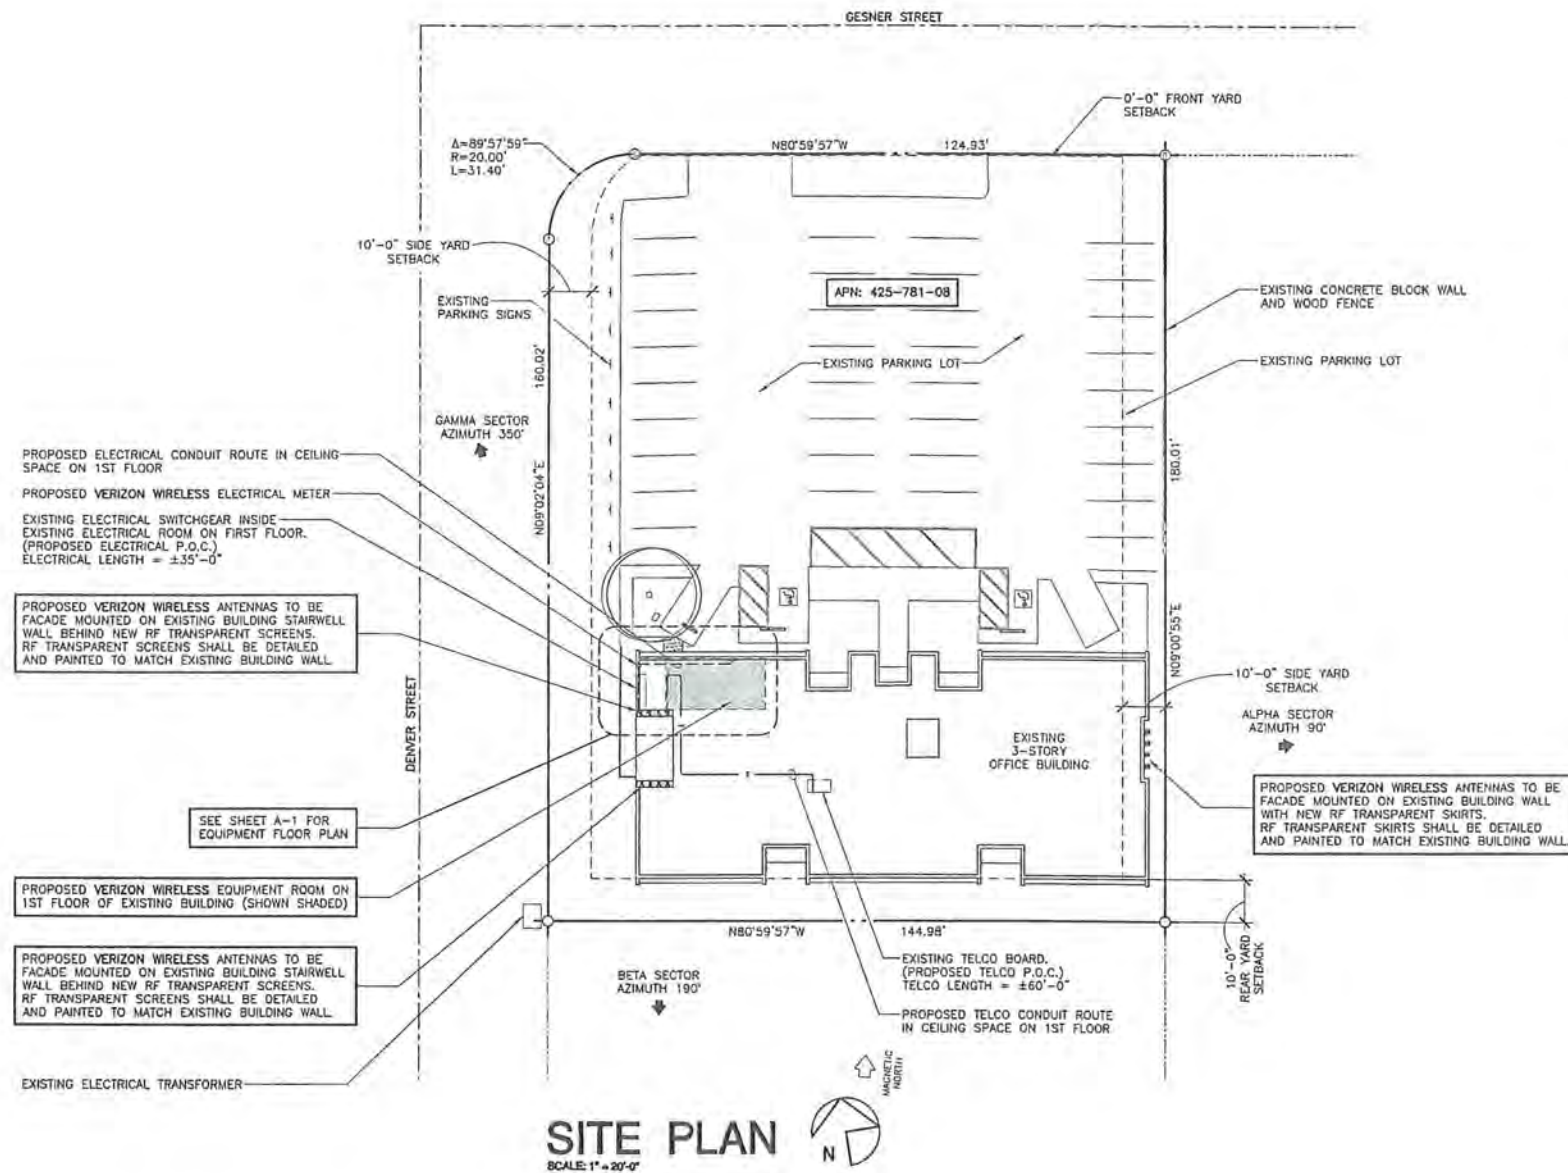 GESNER STREET
0'-0" FRONT YARD
SETBACK
Δ=89°57'59"
R=20.00'
L=31.40'
N80°59'57"W 124.93'
10'-0" SIDE YARD
SETBACK
EXISTING
PARKING SIGNS
APN: 425-781-08
EXISTING CONCRETE BLOCK WALL
AND WOOD FENCE
EXISTING PARKING LOT
EXISTING PARKING LOT
160.02'
N09°02'04"E
180.01'
N09°00'55"E
GAMMA SECTOR
AZIMUTH 350°
PROPOSED ELECTRICAL CONDUIT ROUTE IN CEILING
SPACE ON 1ST FLOOR
PROPOSED VERIZON WIRELESS ELECTRICAL METER
EXISTING ELECTRICAL SWITCHGEAR INSIDE
EXISTING ELECTRICAL ROOM ON FIRST FLOOR.
(PROPOSED ELECTRICAL P.O.C.)
ELECTRICAL LENGTH = ±35'-0"
PROPOSED VERIZON WIRELESS ANTENNAS TO BE
FACADE MOUNTED ON EXISTING BUILDING STAIRWELL
WALL BEHIND NEW RF TRANSPARENT SCREENS.
RF TRANSPARENT SCREENS SHALL BE DETAILED
AND PAINTED TO MATCH EXISTING BUILDING WALL.
DENVER STREET
10'-0" SIDE YARD
SETBACK
ALPHA SECTOR
AZIMUTH 90°
EXISTING
3-STORY
OFFICE BUILDING
PROPOSED VERIZON WIRELESS ANTENNAS TO BE
FACADE MOUNTED ON EXISTING BUILDING WALL
WITH NEW RF TRANSPARENT SKIRTS.
RF TRANSPARENT SKIRTS SHALL BE DETAILED
AND PAINTED TO MATCH EXISTING BUILDING WALL.
SEE SHEET A-1 FOR
EQUIPMENT FLOOR PLAN
PROPOSED VERIZON WIRELESS EQUIPMENT ROOM ON
1ST FLOOR OF EXISTING BUILDING (SHOWN SHADED)
N80°59'57"W 144.98'
PROPOSED VERIZON WIRELESS ANTENNAS TO BE
FACADE MOUNTED ON EXISTING BUILDING STAIRWELL
WALL BEHIND NEW RF TRANSPARENT SCREENS.
RF TRANSPARENT SCREENS SHALL BE DETAILED
AND PAINTED TO MATCH EXISTING BUILDING WALL.
EXISTING TELCO BOARD.
(PROPOSED TELCO P.O.C.)
TELCO LENGTH = ±60'-0"
10'-0"
REAR YARD
SETBACK
BETA SECTOR
AZIMUTH 190°
PROPOSED TELCO CONDUIT ROUTE
IN CEILING SPACE ON 1ST FLOOR
EXISTING ELECTRICAL TRANSFORMER
MAGNETIC
NORTH
SITE PLAN
N
SCALE: 1" = 20'-0"